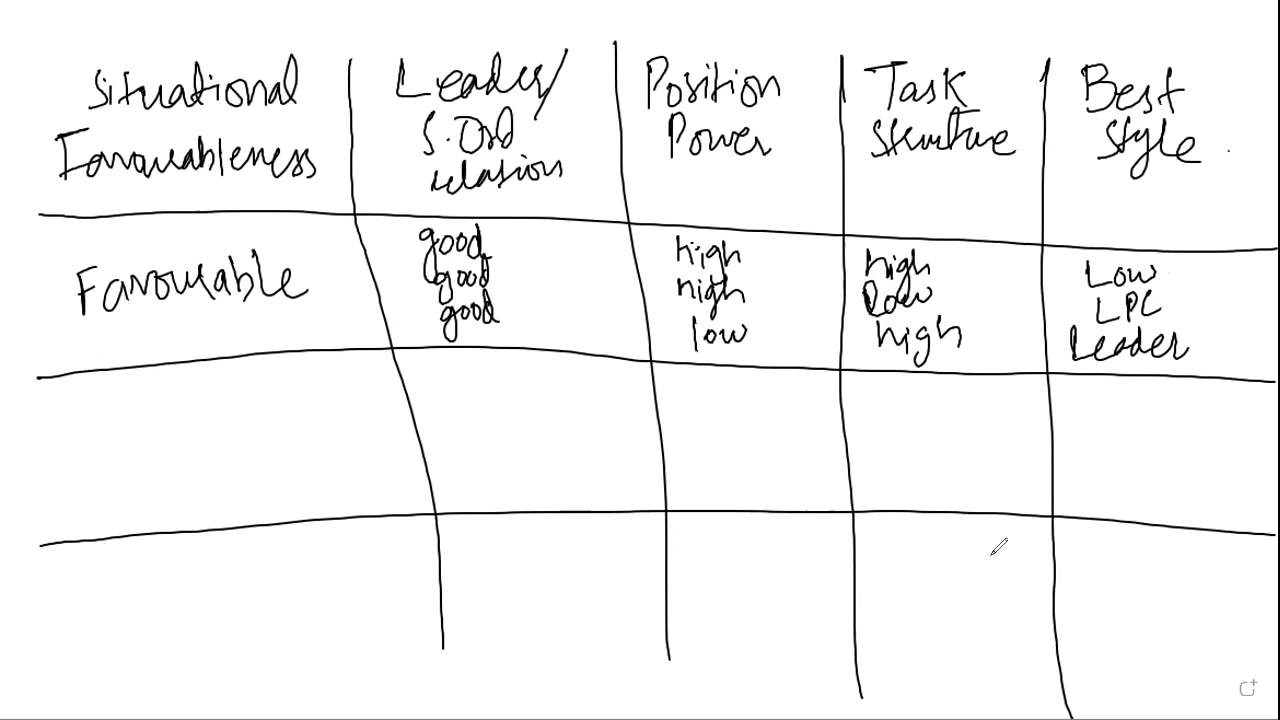 Situational
Favourableness
Leader/
S. Ord
relation
Position
Power
Task
Structure
Best
Style
Favourable
good
good
good
high
high
low
high
Low
high
Low
LPC
Leader